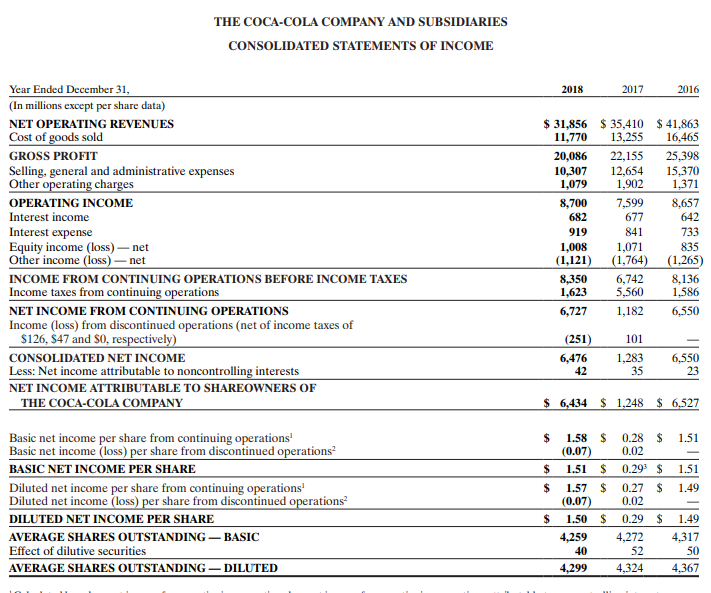 THE COCA-COLA COMPANY AND SUBSIDIARIES
CONSOLIDATED STATEMENTS OF INCOME
Year Ended December 31, 2018 2017 2016
(In millions except per share data)
NET OPERATING REVENUES $ 31,856 $ 35,410 $ 41,863
Cost of goods sold 11,770 13,255 16,465
GROSS PROFIT 20,086 22,155 25,398
Selling, general and administrative expenses 10,307 12,654 15,370
Other operating charges 1,079 1,902 1,371
OPERATING INCOME 8,700 7,599 8,657
Interest income 682 677 642
Interest expense 919 841 733
Equity income (loss) — net 1,008 1,071 835
Other income (loss) — net (1,121) (1,764) (1,265)
INCOME FROM CONTINUING OPERATIONS BEFORE INCOME TAXES 8,350 6,742 8,136
Income taxes from continuing operations 1,623 5,560 1,586
NET INCOME FROM CONTINUING OPERATIONS 6,727 1,182 6,550
Income (loss) from discontinued operations (net of income taxes of
$126, $47 and $0, respectively) (251) 101 —
CONSOLIDATED NET INCOME 6,476 1,283 6,550
Less: Net income attributable to noncontrolling interests 42 35 23
NET INCOME ATTRIBUTABLE TO SHAREOWNERS OF
THE COCA-COLA COMPANY $ 6,434 $ 1,248 $ 6,527
Basic net income per share from continuing operations¹ $ 1.58 $ 0.28 $ 1.51
Basic net income (loss) per share from discontinued operations² (0.07) 0.02 —
BASIC NET INCOME PER SHARE $ 1.51 $ 0.29³ $ 1.51
Diluted net income per share from continuing operations¹ $ 1.57 $ 0.27 $ 1.49
Diluted net income (loss) per share from discontinued operations² (0.07) 0.02 —
DILUTED NET INCOME PER SHARE $ 1.50 $ 0.29 $ 1.49
AVERAGE SHARES OUTSTANDING — BASIC 4,259 4,272 4,317
Effect of dilutive securities 40 52 50
AVERAGE SHARES OUTSTANDING — DILUTED 4,299 4,324 4,367